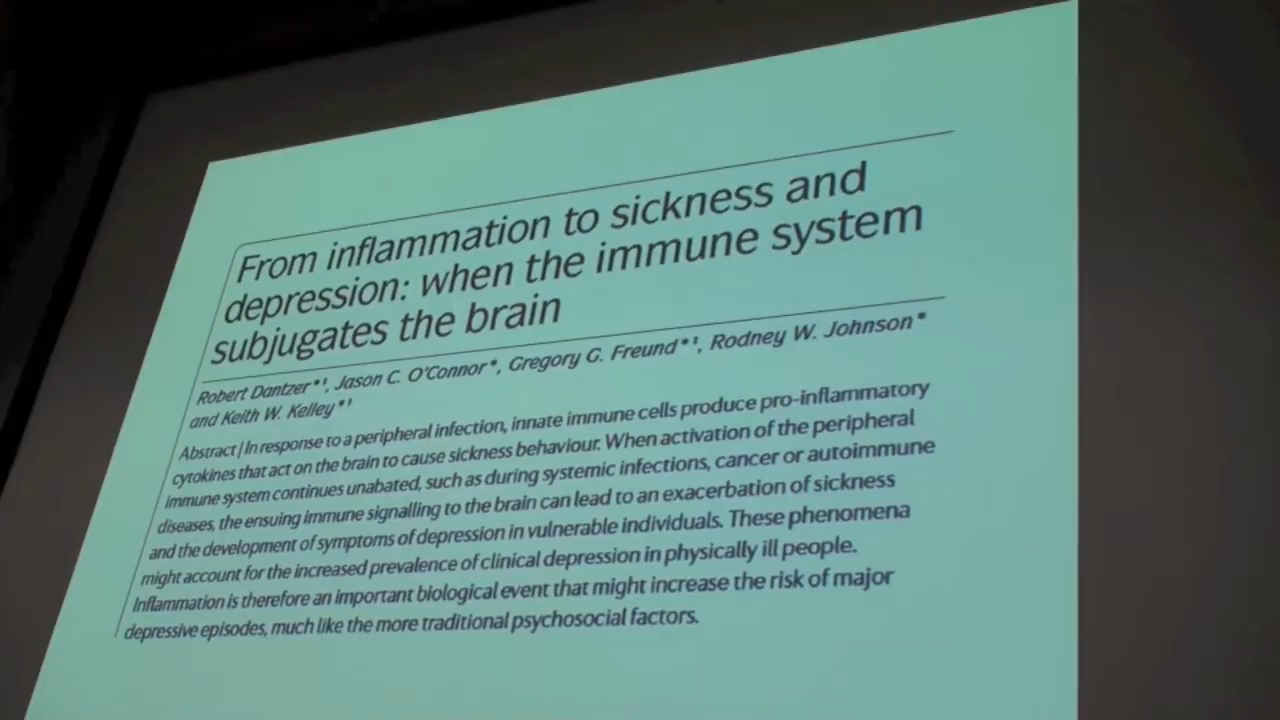 From inflammation to sickness and
depression: when the immune system
subjugates the brain
Robert Dantzer*‡, Jason C. O'Connor*, Gregory G. Freund*‡, Rodney W. Johnson*
and Keith W. Kelley*‡
Abstract | In response to a peripheral infection, innate immune cells produce pro-inflammatory
cytokines that act on the brain to cause sickness behaviour. When activation of the peripheral
immune system continues unabated, such as during systemic infections, cancer or autoimmune
diseases, the ensuing immune signalling to the brain can lead to an exacerbation of sickness
and the development of symptoms of depression in vulnerable individuals. These phenomena
might account for the increased prevalence of clinical depression in physically ill people.
Inflammation is therefore an important biological event that might increase the risk of major
depressive episodes, much like the more traditional psychosocial factors.